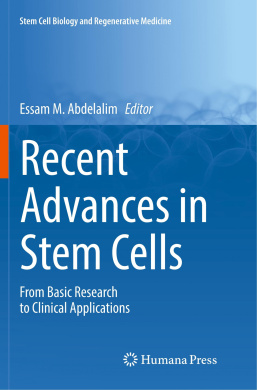 Stem Cell Biology and Regenerative Medicine
Essam M. Abdelalim Editor
Recent
Advances in
Stem Cells
From Basic Research
to Clinical Applications
Humana Press